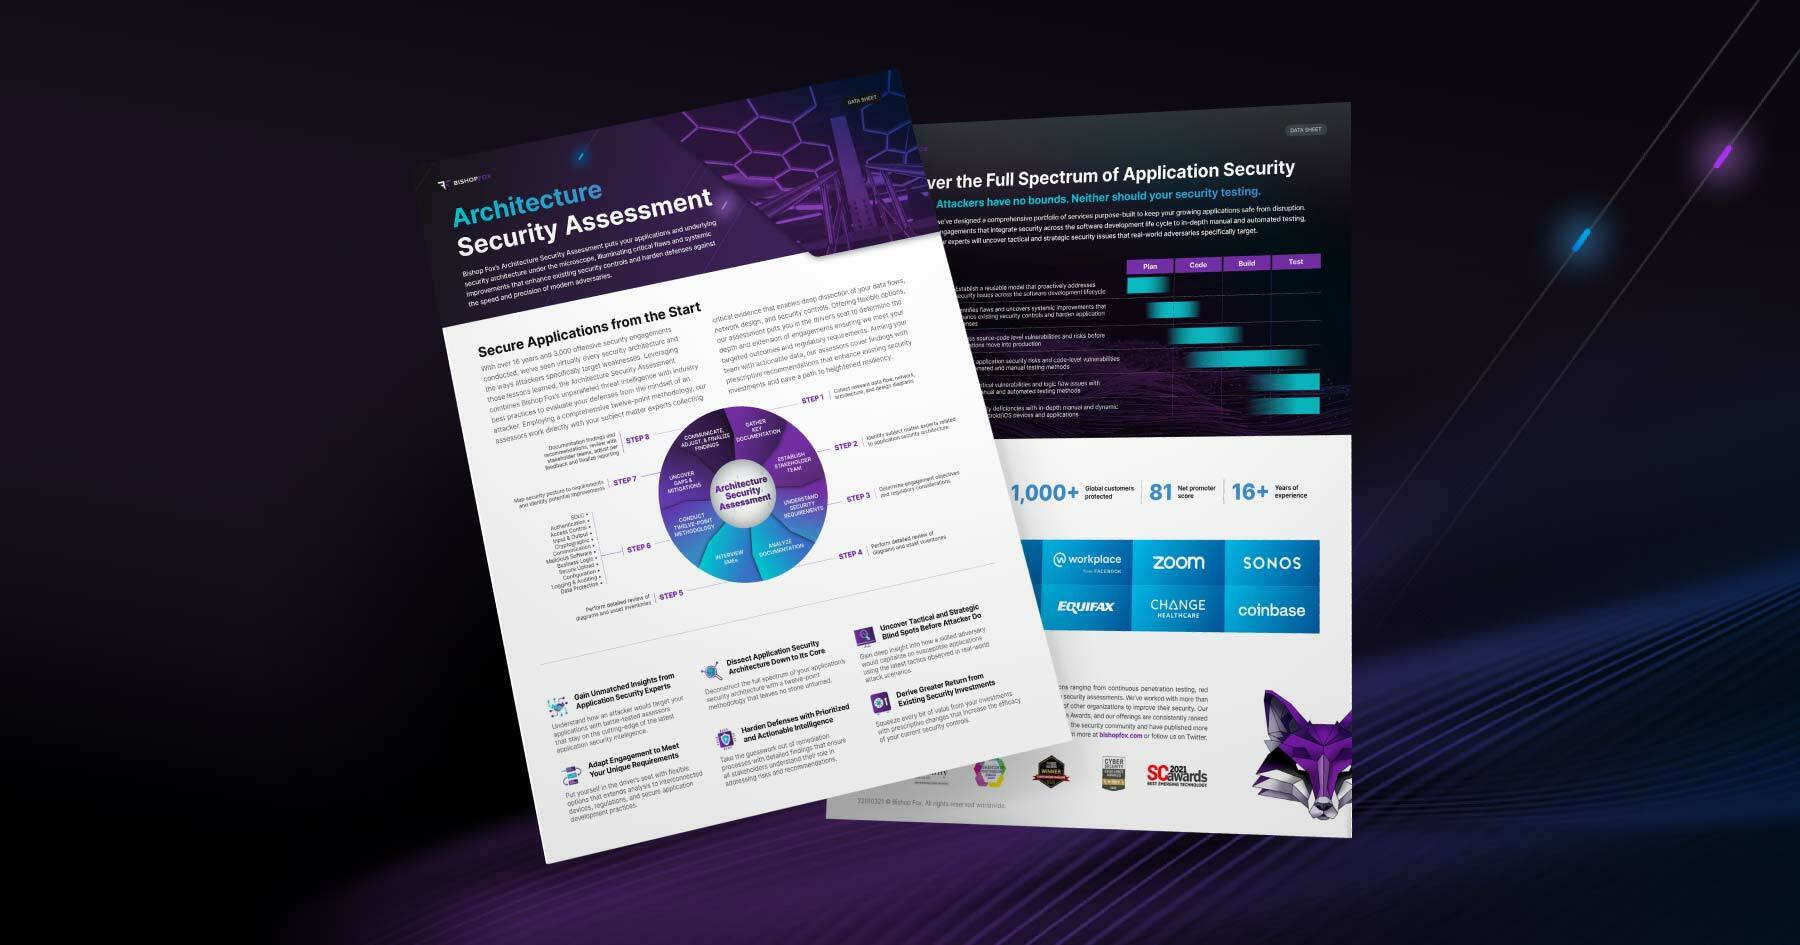 BISHOPFOX
DATA SHEET
Architecture
Security Assessment
Bishop Fox's Architecture Security Assessment puts your applications and underlying
security architecture under the microscope, illuminating critical flaws and systemic
improvements that enhance existing security controls and harden defenses against
the speed and precision of modern adversaries.
Secure Applications from the Start
With over 16 years and 3,000 offensive security engagements
conducted, we've seen virtually every security architecture and
the ways attackers specifically target weaknesses. Leveraging
those lessons learned, the Architecture Security Assessment
combines Bishop Fox's unparalleled threat intelligence with industry
best practices to evaluate your defenses from the mindset of an
attacker. Employing a comprehensive twelve-point methodology, our
assessors work directly with your subject matter experts collecting
critical evidence that enables deep dissection of your data flows,
network design, and security controls. Offering flexible options,
our assessment puts you in the driver's seat to determine the
depth and extension of engagements ensuring we meet your
targeted outcomes and regulatory requirements. Arming your
team with actionable data, our assessors cover findings with
prescriptive recommendations that enhance existing security
investments and pave a path to heightened resiliency.
Architecture
Security
Assessment
GATHER
KEY
DOCUMENTATION
ESTABLISH
STAKEHOLDER
TEAM
UNDERSTAND
SECURITY
REQUIREMENTS
ANALYZE
DOCUMENTATION
INTERVIEW
SMEs
CONDUCT
TWELVE-POINT
METHODOLOGY
UNCOVER
GAPS &
MITIGATIONS
COMMUNICATE,
ADJUST, & FINALIZE
FINDINGS
STEP 1
Collect relevant data flow, network,
architecture, and design diagrams
STEP 2
Identify subject matter experts related
to application security architecture
STEP 3
Determine engagement objectives
and regulatory considerations
STEP 4
Perform detailed review of
diagrams and asset inventories
STEP 5
Perform detailed review of
diagrams and asset inventories
STEP 6
SDLC •
Authentication •
Access Control •
Input & Output •
Cryptographic •
Communication •
Malicious Software •
Business Logic •
Secure Upload •
Configuration •
Logging & Auditing •
Data Protection •
STEP 7
Map security posture to requirements
and identify potential improvements
STEP 8
Documentation findings and
recommendations, review with
stakeholder teams, adjust per
feedback and finalize reporting
Gain Unmatched Insights from
Application Security Experts
Understand how an attacker would target your
applications with battle-tested assessors
that stay on the cutting-edge of the latest
application security intelligence.
Dissect Application Security
Architecture Down to Its Core
Deconstruct the full spectrum of your application's
security architecture with a twelve-point
methodology that leaves no stone unturned.
Uncover Tactical and Strategic
Blind Spots Before Attacker Do
Gain deep insight into how a skilled adversary
would capitalize on susceptible applications
using the latest tactics observed in real-world
attack scenarios.
Adapt Engagement to Meet
Your Unique Requirements
Put yourself in the driver's seat with flexible
options that extends analysis to interconnected
devices, regulations, and secure application
development practices.
Harden Defenses with Prioritized
and Actionable Intelligence
Take the guesswork out of remediation
processes with detailed findings that ensure
all stakeholders understand their role in
addressing risks and recommendations.
Derive Greater Return from
Existing Security Investments
Squeeze every bit of value from your investments
with prescriptive changes that increase the efficacy
of your current security controls.
DATA SHEET
ver the Full Spectrum of Application Security
Attackers have no bounds. Neither should your security testing.
we've designed a comprehensive portfolio of services purpose-built to keep your growing applications safe from disruption.
ngagements that integrate security across the software development life cycle to in-depth manual and automated testing,
r experts will uncover tactical and strategic security issues that real-world adversaries specifically target.
Plan Code Build Test
Establish a reusable model that proactively addresses
ecurity issues across the software development lifecycle
entifies flaws and uncovers systemic improvements that
ance existing security controls and harden application
enses
ss source-code level vulnerabilities and risks before
ations move into production
application security risks and code-level vulnerabilities
omated and manual testing methods
itical vulnerabilities and logic flaw issues with
nual and automated testing methods
y deficiencies with in-depth manual and dynamic
droid/iOS devices and applications
1,000+ Global customers
protected
81 Net promoter
score
16+ Years of
experience
workplace
from FACEBOOK
zoom
SONOS
EQUIFAX
CHANGE
HEALTHCARE
coinbase
ons ranging from continuous penetration testing, red
security assessments. We've worked with more than
of other organizations to improve their security. Our
s Awards, and our offerings are consistently ranked
the security community and have published more
n more at bishopfox.com or follow us on Twitter.
WINNER
CYBER
SECURITY
EXCELLENCE
AWARDS
SC 2021
awards
BEST EMERGING TECHNOLOGY
© Bishop Fox. All rights reserved worldwide.